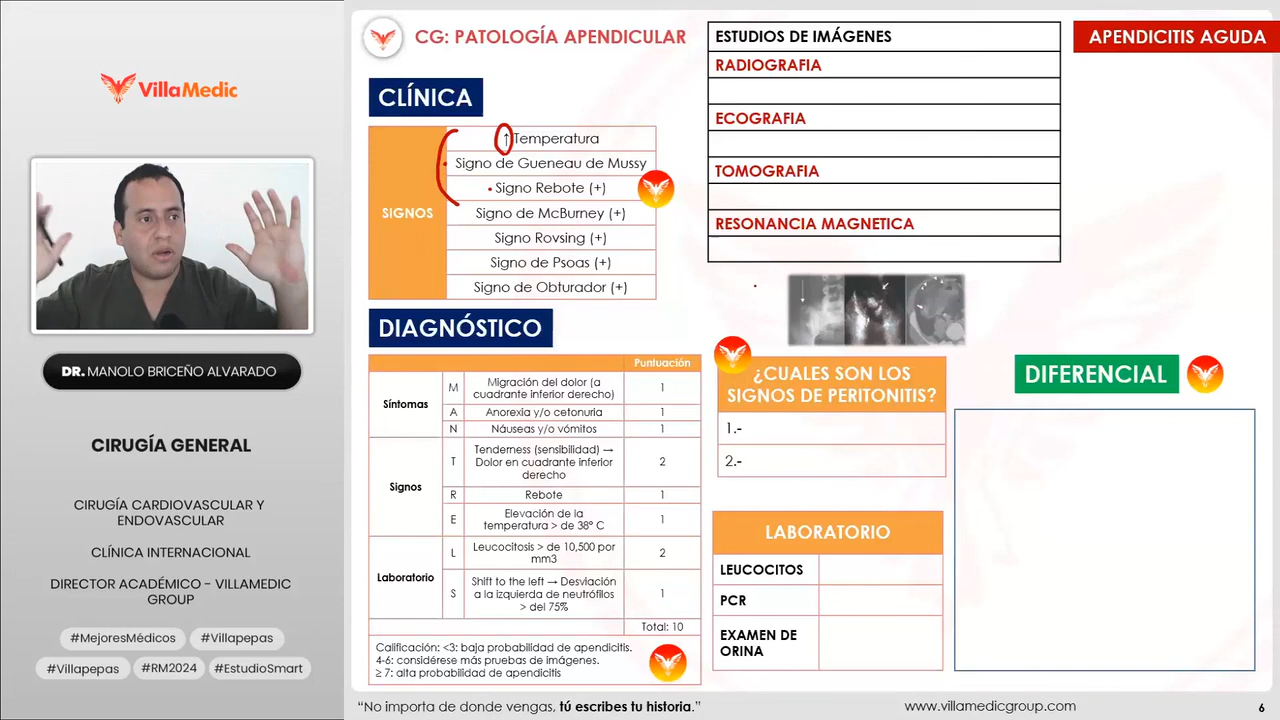 VillaMedic
DR. MANOLO BRICEÑO ALVARADO
CIRUGÍA GENERAL
CIRUGÍA CARDIOVASCULAR Y
ENDOVASCULAR
CLÍNICA INTERNACIONAL
DIRECTOR ACADÉMICO - VILLAMEDIC
GROUP
#MejoresMédicos #Villapepas
#Villapepas #RM2024 #EstudioSmart
CG: PATOLOGÍA APENDICULAR
APENDICITIS AGUDA
CLÍNICA
SIGNOS
↑ Temperatura
Signo de Gueneau de Mussy
Signo Rebote (+)
Signo de McBurney (+)
Signo Rovsing (+)
Signo de Psoas (+)
Signo de Obturador (+)
DIAGNÓSTICO
Puntuación
Síntomas
M Migración del dolor (a
cuadrante inferior derecho) 1
A Anorexia y/o cetonuria 1
N Náuseas y/o vómitos 1
Signos
T Tenderness (sensibilidad) →
Dolor en cuadrante inferior
derecho 2
R Rebote 1
E Elevación de la
temperatura > de 38° C 1
Laboratorio
L Leucocitosis > de 10,500 por
mm3 2
S Shift to the left → Desviación
a la izquierda de neutrófilos
> del 75% 1
Total: 10
Calificación: <3: baja probabilidad de apendicitis.
4-6: considérese más pruebas de imágenes.
≥ 7: alta probabilidad de apendicitis
ESTUDIOS DE IMÁGENES
RADIOGRAFIA
ECOGRAFIA
TOMOGRAFIA
RESONANCIA MAGNETICA
¿CUALES SON LOS
SIGNOS DE PERITONITIS?
1.-
2.-
LABORATORIO
LEUCOCITOS
PCR
EXAMEN DE
ORINA
DIFERENCIAL
“No importa de donde vengas, tú escribes tu historia.”
www.villamedicgroup.com
6